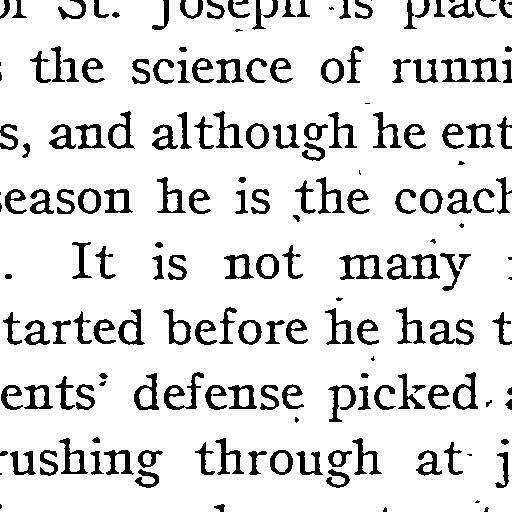 St. Joseph is place
the science of runni
s, and although he ent
season he is the coach
. It is not many
tarted before he has t
ents' defense picked a
rushing through at j